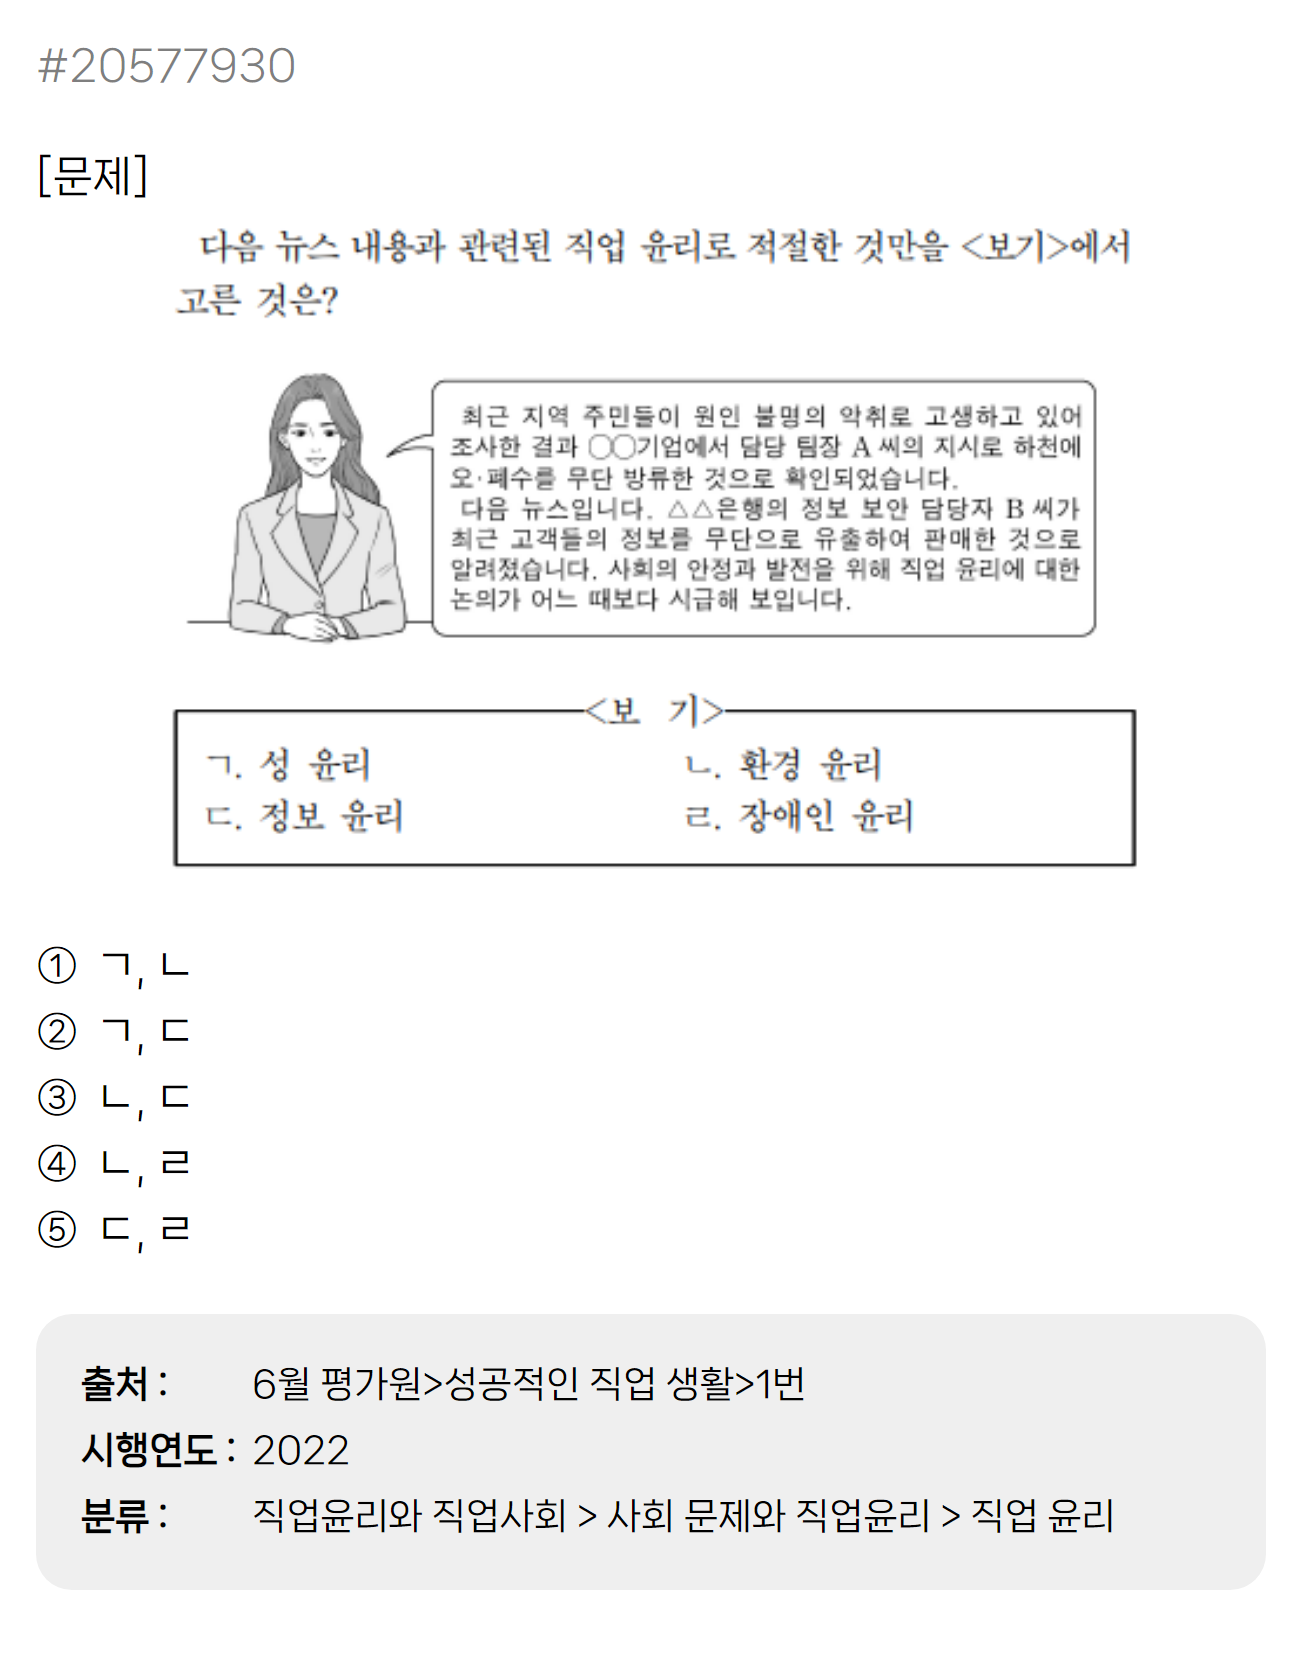 #20577930
[문제]
다음 뉴스 내용과 관련된 직업 윤리로 적절한 것만을 <보기>에서
고른 것은?
최근 지역 주민들이 원인 불명의 악취로 고생하고 있어
조사한 결과 ○○기업에서 담당 팀장 A 씨의 지시로 하천에
오·폐수를 무단 방류한 것으로 확인되었습니다.
다음 뉴스입니다. △△은행의 정보 보안 담당자 B 씨가
최근 고객들의 정보를 무단으로 유출하여 판매한 것으로
알려졌습니다. 사회의 안정과 발전을 위해 직업 윤리에 대한
논의가 어느 때보다 시급해 보입니다.
<보 기>
ㄱ. 성 윤리 ㄴ. 환경 윤리
ㄷ. 정보 윤리 ㄹ. 장애인 윤리
① ㄱ, ㄴ
② ㄱ, ㄷ
③ ㄴ, ㄷ
④ ㄴ, ㄹ
⑤ ㄷ, ㄹ
출처 : 6월 평가원>성공적인 직업 생활>1번
시행연도 : 2022
분류 : 직업윤리와 직업사회 > 사회 문제와 직업윤리 > 직업 윤리